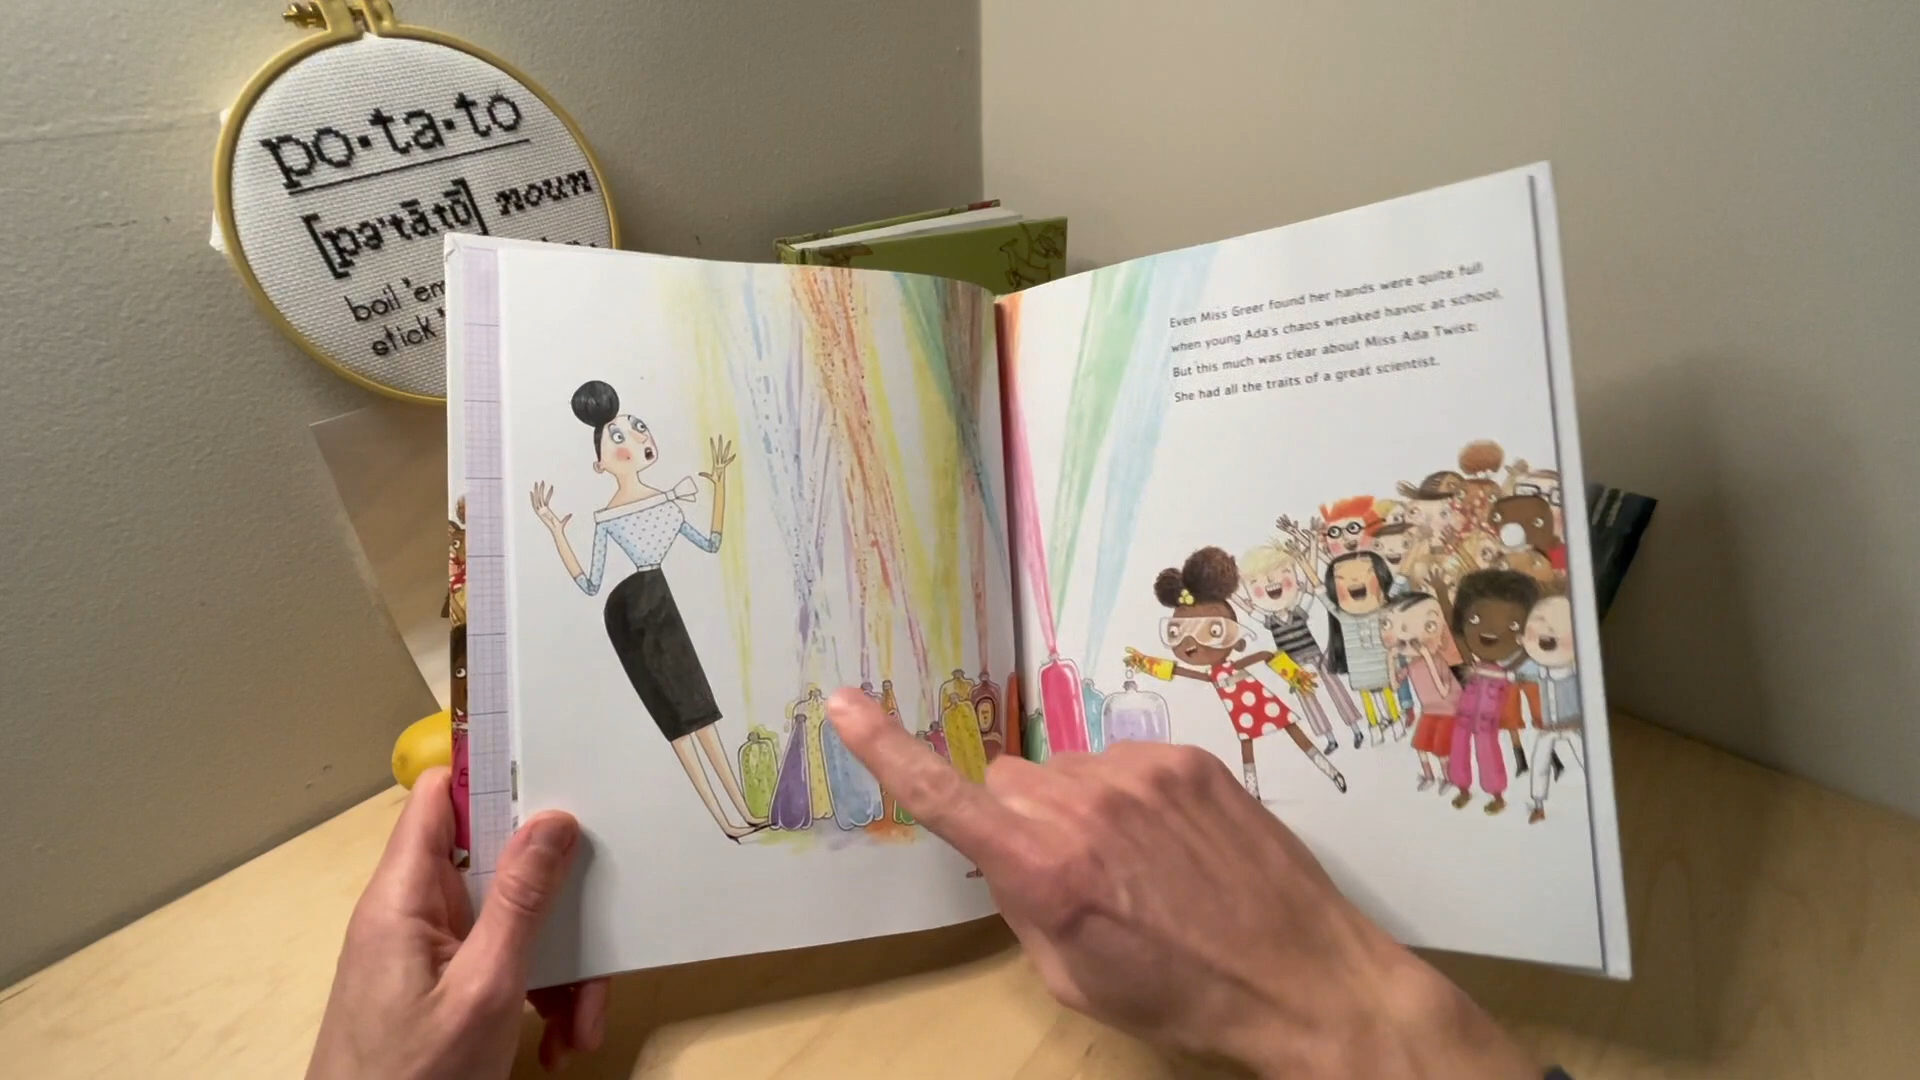 po·ta·to
[pə'tātō] noun
boil 'em
stick '
Even Miss Greer found her hands were quite full
when young Ada's chaos wreaked havoc at school.
But this much was clear about Miss Ada Twist:
She had all the traits of a great scientist.